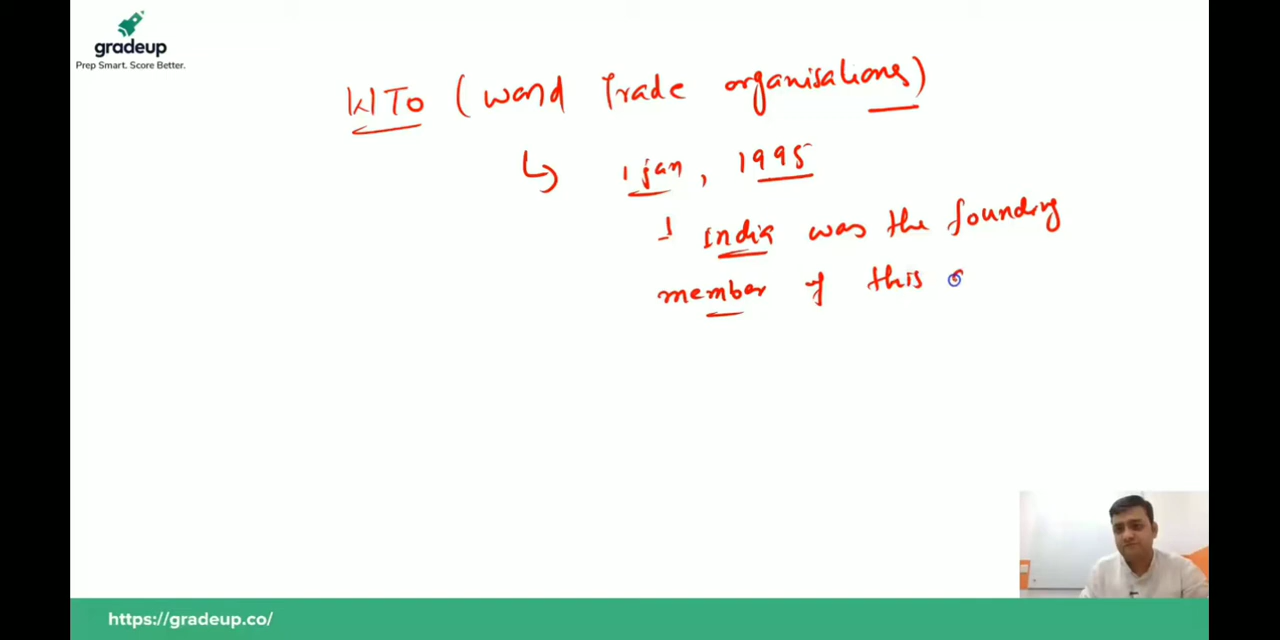 gradeup
Prep Smart. Score Better.
WTO (World Trade organisations)
1 jan, 1995
India was the founding
member of this
https://gradeup.co/